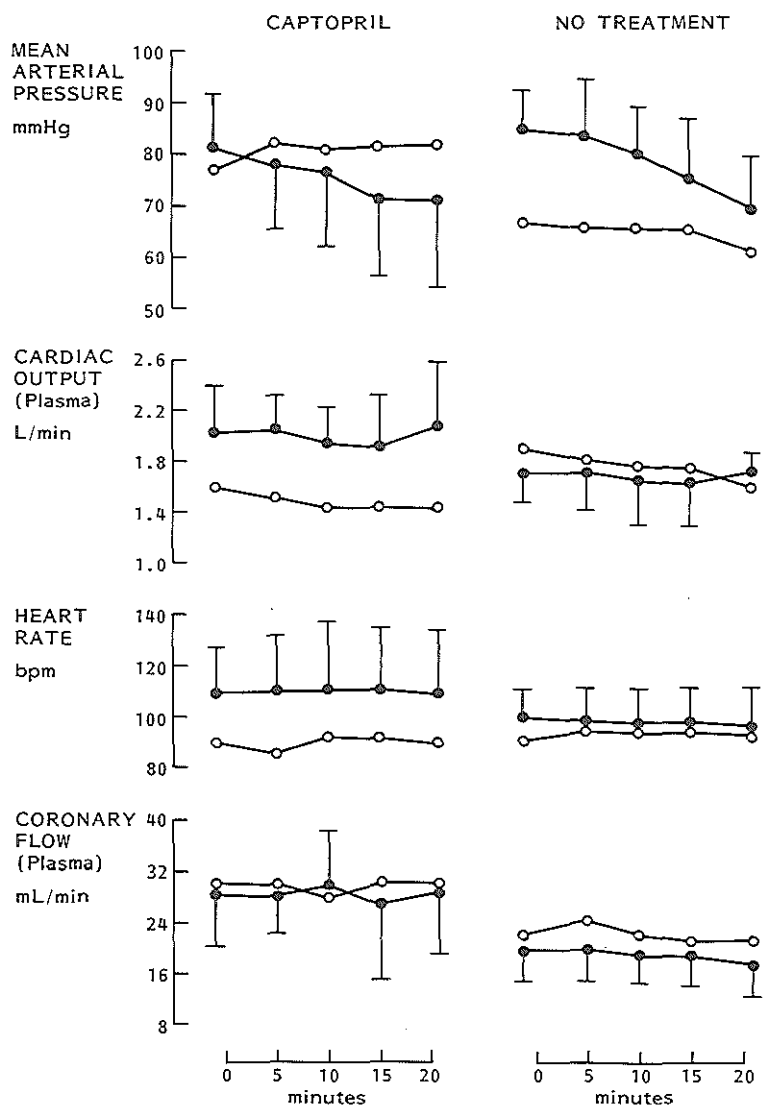 CAPTOPRIL
NO TREATMENT
MEAN
ARTERIAL
PRESSURE
mmHg
100
90
80
70
60
50
CARDIAC
OUTPUT
(Plasma)
L/min
2.6
2.2
1.8
1.4
1.0
HEART
RATE
bpm
140
120
100
80
CORONARY
FLOW
(Plasma)
mL/min
40
32
24
16
8
0 5 10 15 20
minutes
0 5 10 15 20
minutes